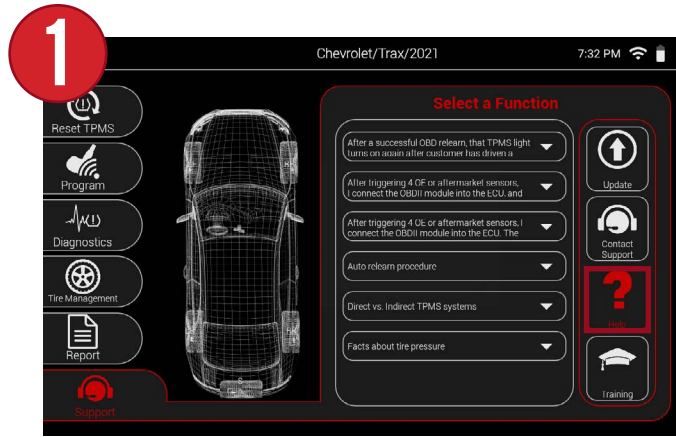 1
Chevrolet/Trax/2021
7:32 PM
Reset TPMS
Program
Diagnostics
Tire Management
Report
Support
Select a Function
After a successful OBD relearn, that TPMS light
turns on again after customer has driven a
After triggering 4 OE or aftermarket sensors,
I connect the OBDII module into the ECU. and
After triggering 4 OE or aftermarket sensors, I
connect the OBDII module into the ECU. The
Auto relearn procedure
Direct vs. Indirect TPMS systems
Facts about tire pressure
Update
Contact
Support
?
Help
Training